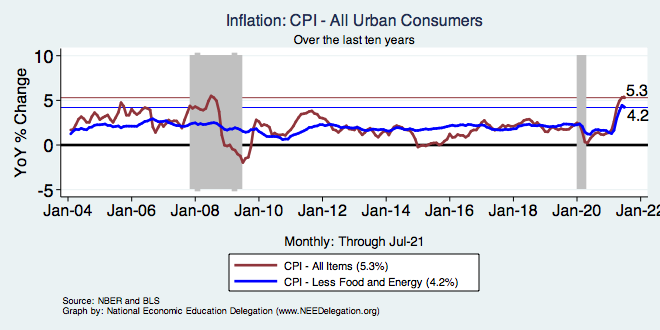 Inflation: CPI - All Urban Consumers
Over the last ten years
YoY % Change
10
5
0
-5
5.3
4.2
Jan-04 Jan-06 Jan-08 Jan-10 Jan-12 Jan-14 Jan-16 Jan-18 Jan-20 Jan-22
Monthly: Through Jul-21
CPI - All Items (5.3%)
CPI - Less Food and Energy (4.2%)
Source: NBER and BLS
Graph by: National Economic Education Delegation (www.NEEDelegation.org)